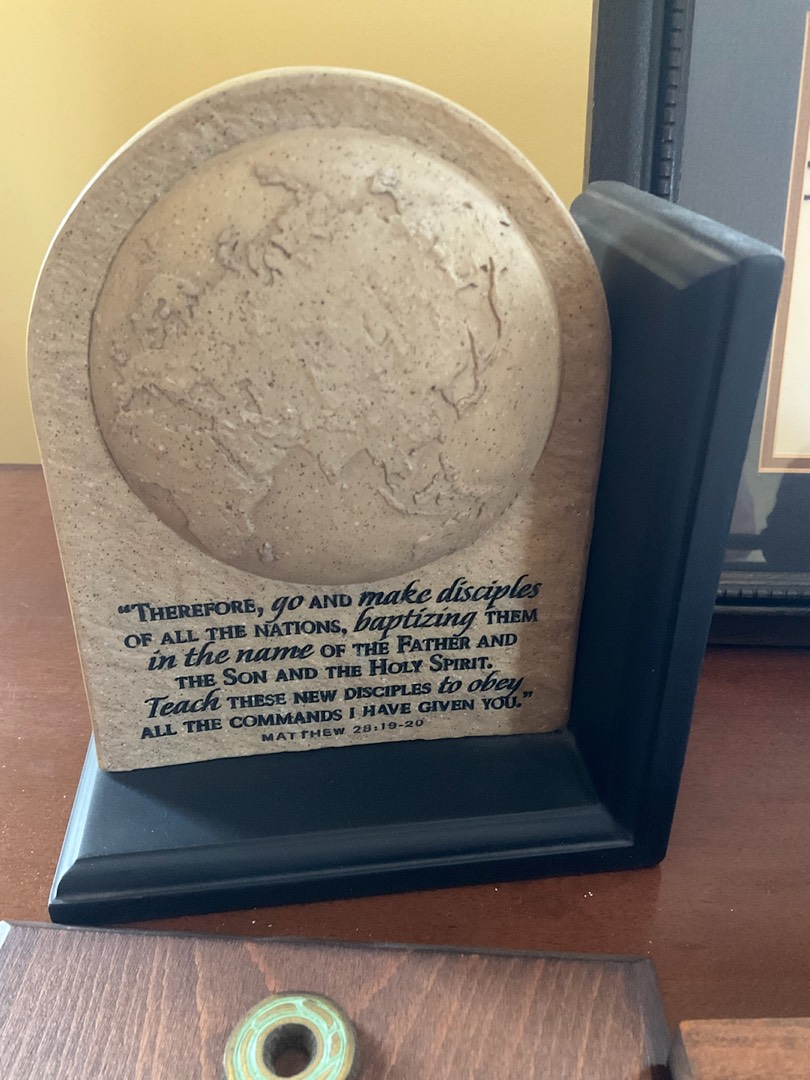 “THEREFORE, go AND make disciples
OF ALL THE NATIONS, baptizing THEM
in the name OF THE FATHER AND
THE SON AND THE HOLY SPIRIT.
Teach THESE NEW DISCIPLES to obey
ALL THE COMMANDS I HAVE GIVEN YOU.”
MATTHEW 28:19-20